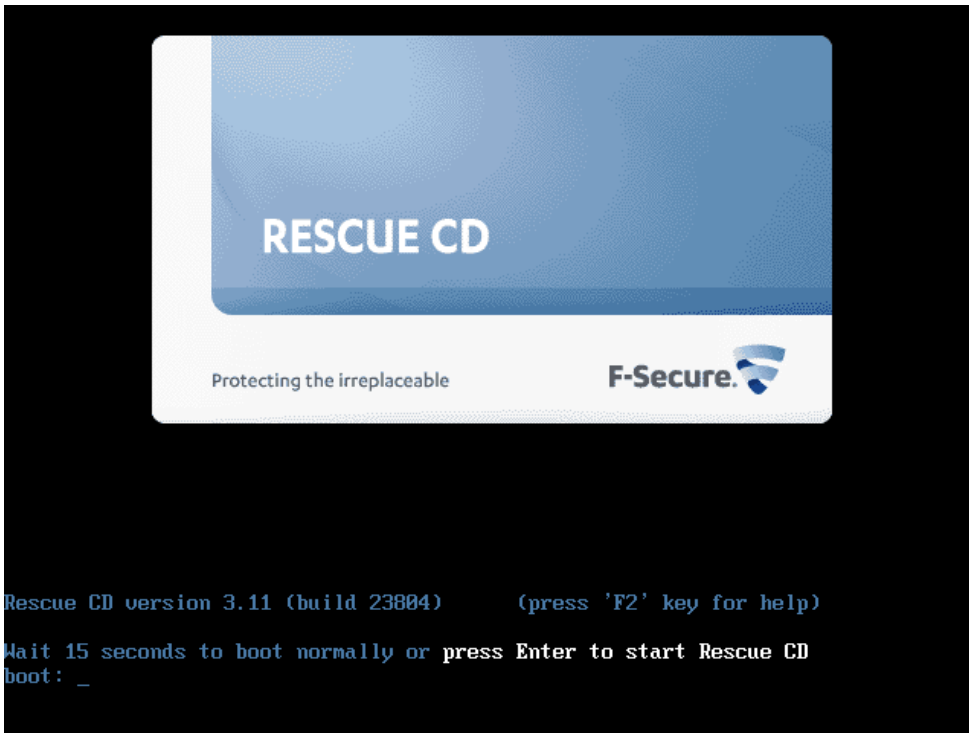 RESCUE CD
Protecting the irreplaceable
F-Secure.
Rescue CD version 3.11 (build 23804) (press 'F2' key for help)
Wait 15 seconds to boot normally or press Enter to start Rescue CD
boot: _